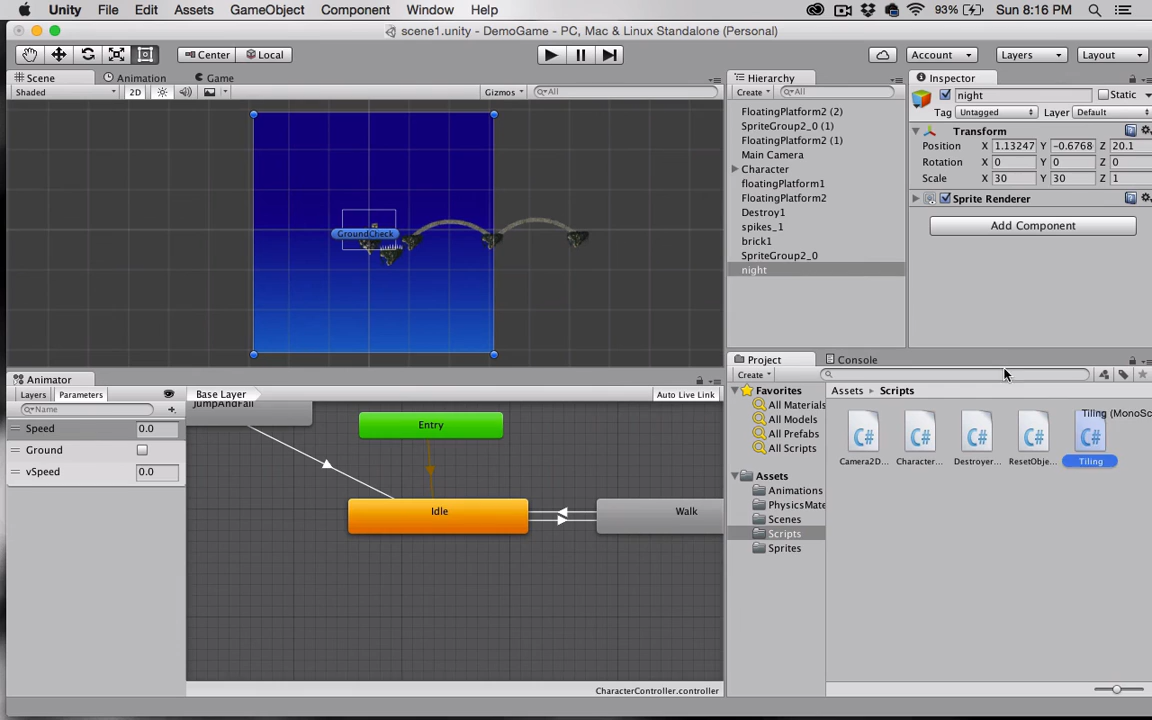 Unity File Edit Assets GameObject Component Window Help 93% Sun 8:16 PM
scene1.unity - DemoGame - PC, Mac & Linux Standalone (Personal)
Center Local Account Layers Layout
Scene Animation Game
Shaded 2D Gizmos All
GroundCheck
Hierarchy
Create All
FloatingPlatform2 (2)
SpriteGroup2_0 (1)
FloatingPlatform2 (1)
Main Camera
Character
floatingPlatform1
FloatingPlatform2
Destroy1
spikes_1
brick1
SpriteGroup2_0
night
Inspector
night Static
Tag Untagged Layer Default
Transform
Position X 1.13247 Y -0.6768 Z 20.1
Rotation X 0 Y 0 Z 0
Scale X 30 Y 30 Z 1
Sprite Renderer
Add Component
Animator
Layers Parameters Base Layer Auto Live Link
Name
Speed 0.0
Ground
vSpeed 0.0
JumpAndFall
Entry
Idle
Walk
CharacterController.controller
Project Console
Create
Favorites
All Materials
All Models
All Prefabs
All Scripts
Assets
Animations
PhysicsMate
Scenes
Scripts
Sprites
Assets Scripts
Tiling (MonoSc
Camera2D... Character... Destroyer... ResetObje... Tiling